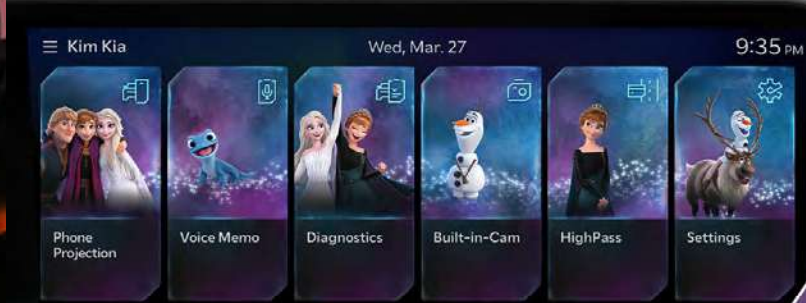 Kim Kia
Wed, Mar. 27
9:35 PM
Phone
Projection
Voice Memo
Diagnostics
Built-in-Cam
HighPass
Settings